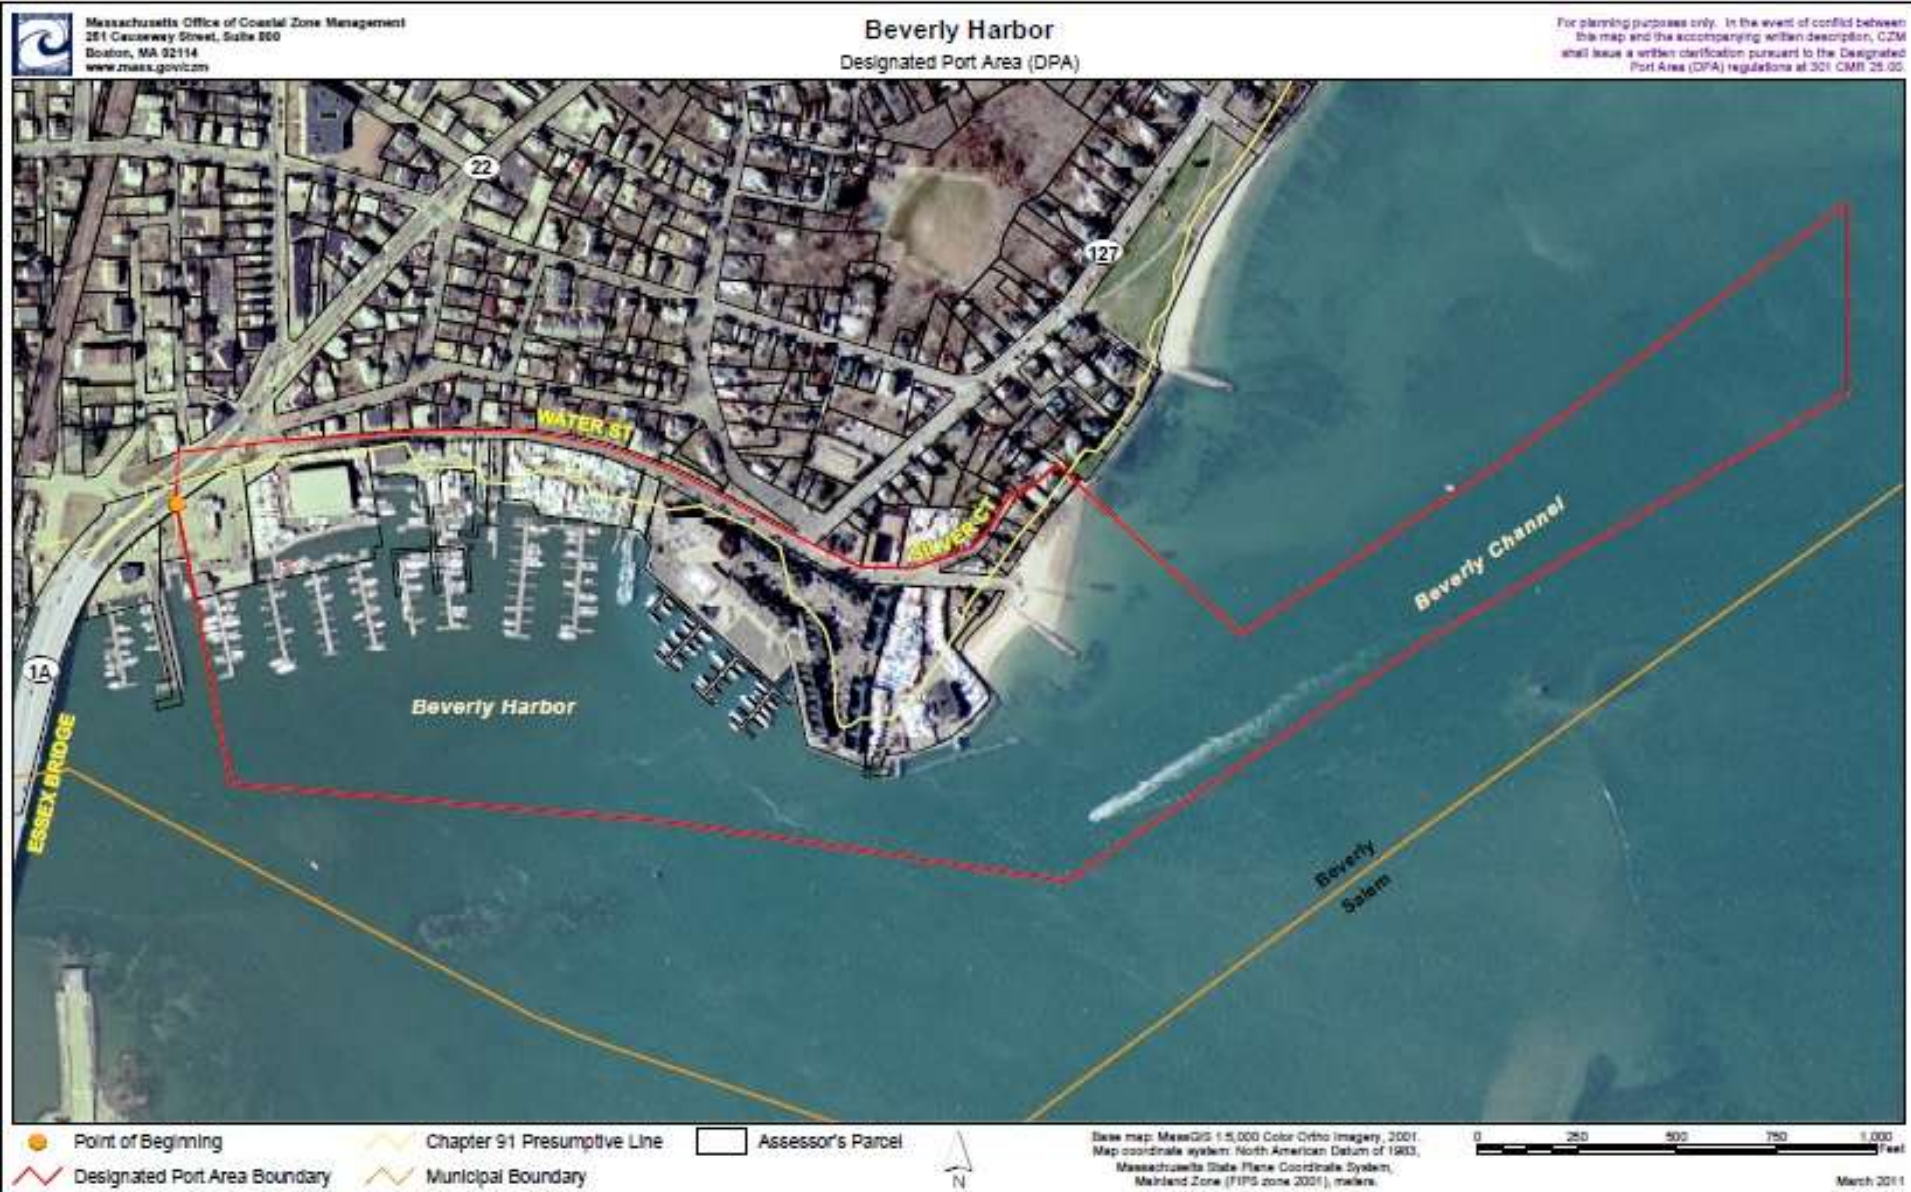 Massachusetts Office of Coastal Zone Management
251 Causeway Street, Suite 800
Boston, MA 02114
www.mass.gov/czm
Beverly Harbor
Designated Port Area (DPA)
For planning purposes only. In the event of conflict between
this map and the accompanying written description, CZM
shall issue a written clarification pursuant to the Designated
Port Area (DPA) regulations at 301 CMR 25.00.
22
127
WATER ST
SILVER CT
Beverly Channel
1A
Beverly Harbor
ESSEX BRIDGE
Beverly
Salem
Point of Beginning
Designated Port Area Boundary
Chapter 91 Presumptive Line
Municipal Boundary
Assessor's Parcel
N
Base map: MassGIS 1:5,000 Color Ortho Imagery, 2001.
Map coordinate system: North American Datum of 1983,
Massachusetts State Plane Coordinate System,
Mainland Zone (FIPS zone 2001), meters.
0 250 500 750 1,000
Feet
March 2011